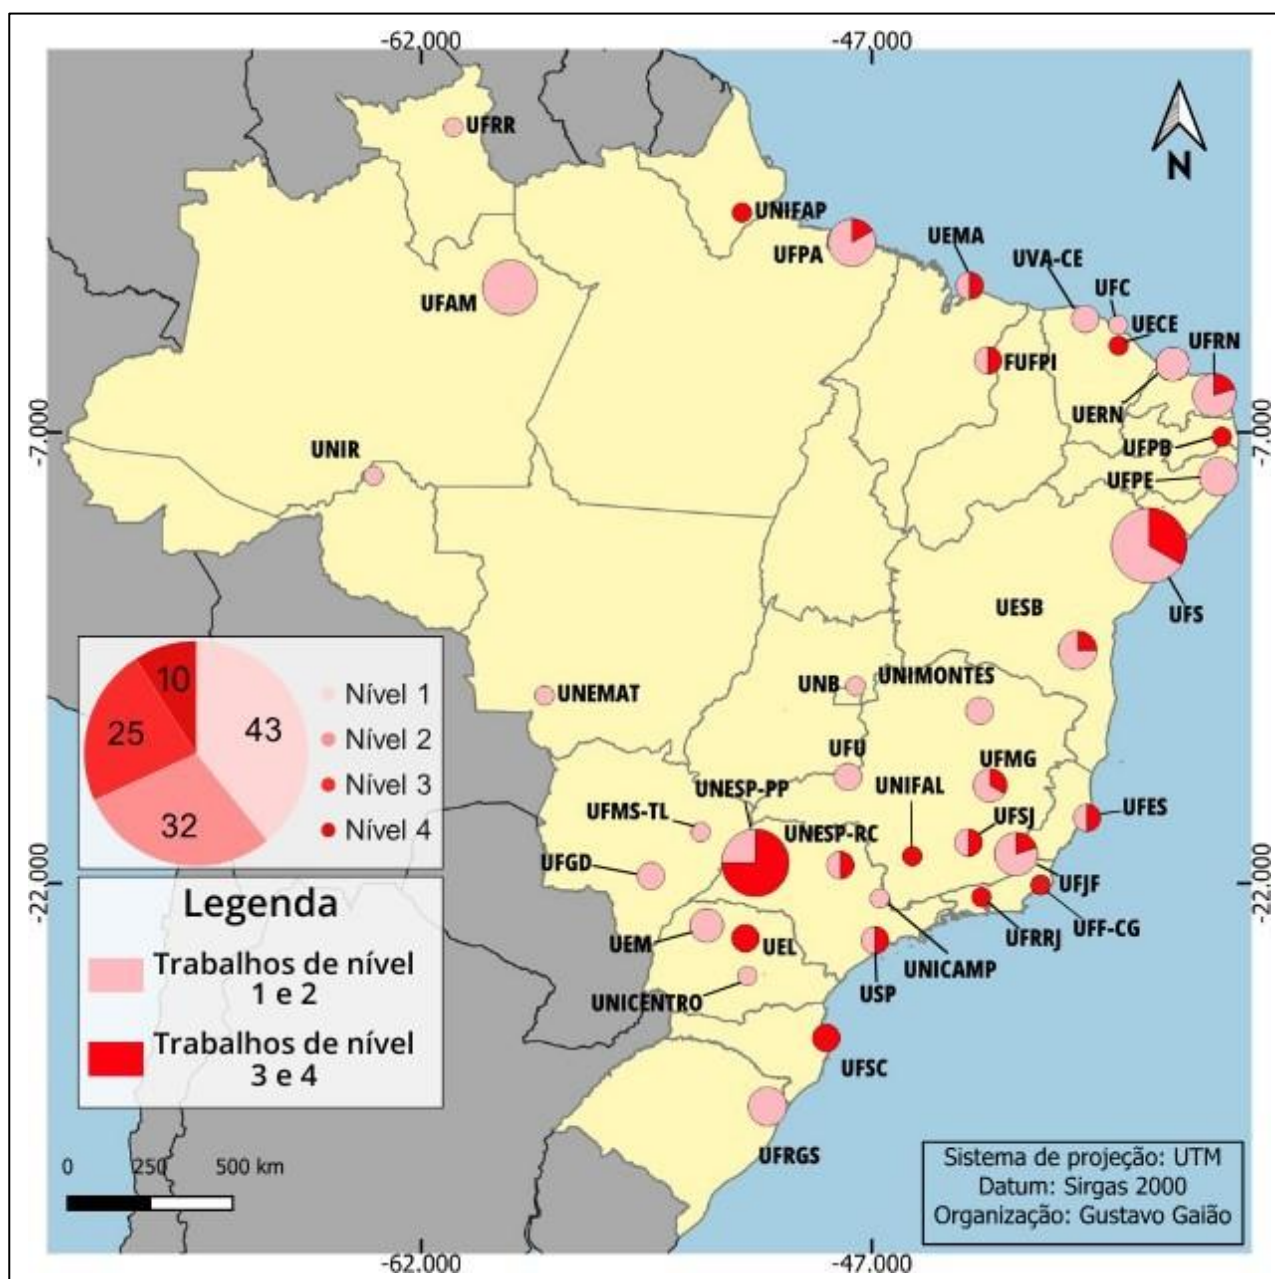 -62.000
-47.000
UFRR
N
UNIFAP
UFPA
UEMA
UVA-CE
UFC
UECE
UFRN
UFAM
FUFPI
UERN
-7.000
-7.000
UFPB
UNIR
UFPE
UFS
UESB
10
25
43
32
Nível 1
Nível 2
Nível 3
Nível 4
UNEMAT
UNB
UNIMONTES
UFU
UFMG
UNESP-PP
UNIFAL
UFMS-TL
UNESP-RC
UFSJ
UFES
UFGD
UFJF
-22.000
-22.000
UFF-CG
UFRRJ
Legenda
Trabalhos de nível
1 e 2
Trabalhos de nível
3 e 4
UEM
UEL
UNICAMP
USP
UNICENTRO
UFSC
UFRGS
0 250 500 km
Sistema de projeção: UTM
Datum: Sirgas 2000
Organização: Gustavo Gaião
-62.000
-47.000